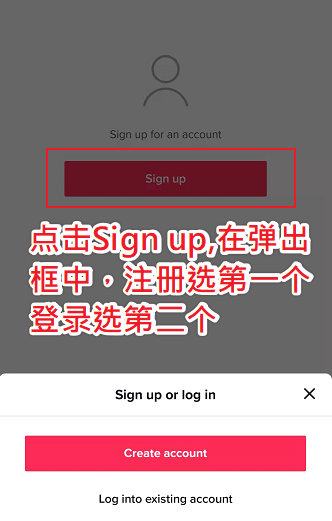 Sign up for an account
Sign up
点击Sign up,在弹出
框中，注册选第一个
登录选第二个
Sign up or log in
Create account
Log into existing account